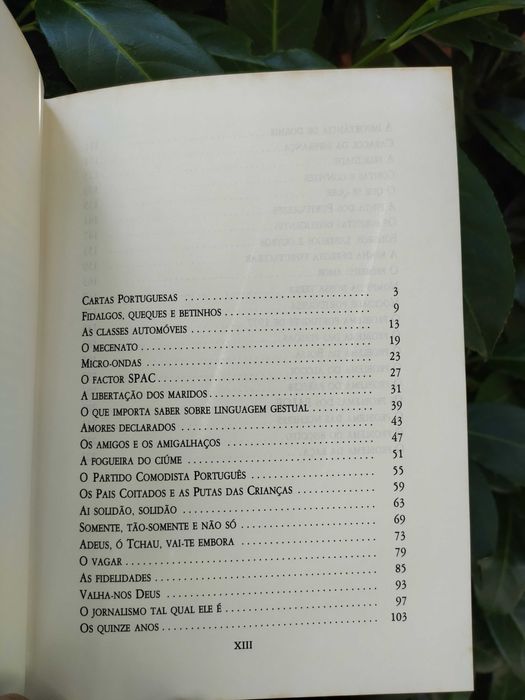 CARTAS PORTUGUESAS ........................................ 3
FIDALGOS, QUEQUES E BETINHOS ........................................ 9
AS CLASSES AUTOMÓVEIS ........................................ 13
O MECENATO ........................................ 19
MICRO-ONDAS ........................................ 23
O FACTOR SPAC ........................................ 27
A LIBERTAÇÃO DOS MARIDOS ........................................ 31
O QUE IMPORTA SABER SOBRE LINGUAGEM GESTUAL ........................................ 39
AMORES DECLARADOS ........................................ 43
OS AMIGOS E OS AMIGALHAÇOS ........................................ 47
A FOGUEIRA DO CIÚME ........................................ 51
O PARTIDO COMODISTA PORTUGUÊS ........................................ 55
OS PAIS COITADOS E AS PUTAS DAS CRIANÇAS ........................................ 59
AI SOLIDÃO, SOLIDÃO ........................................ 63
SOMENTE, TÃO-SOMENTE E NÃO SÓ ........................................ 69
ADEUS, Ó TCHAU, VAI-TE EMBORA ........................................ 73
O VAGAR ........................................ 79
AS FIDELIDADES ........................................ 85
VALHA-NOS DEUS ........................................ 93
O JORNALISMO TAL QUAL ELE É ........................................ 97
OS QUINZE ANOS ........................................ 103
XIII